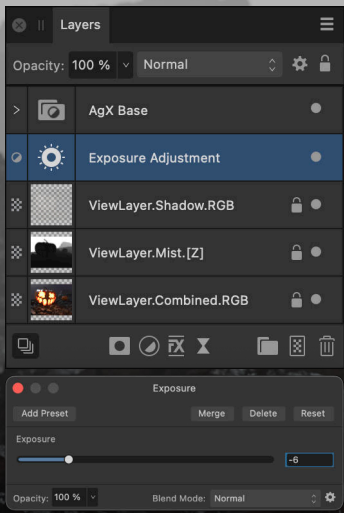 Layers
Opacity: 100 % Normal
AgX Base
Exposure Adjustment
ViewLayer.Shadow.RGB
ViewLayer.Mist.[Z]
ViewLayer.Combined.RGB
FX
Exposure
Add Preset Merge Delete Reset
Exposure
-6
Opacity: 100 % Blend Mode: Normal